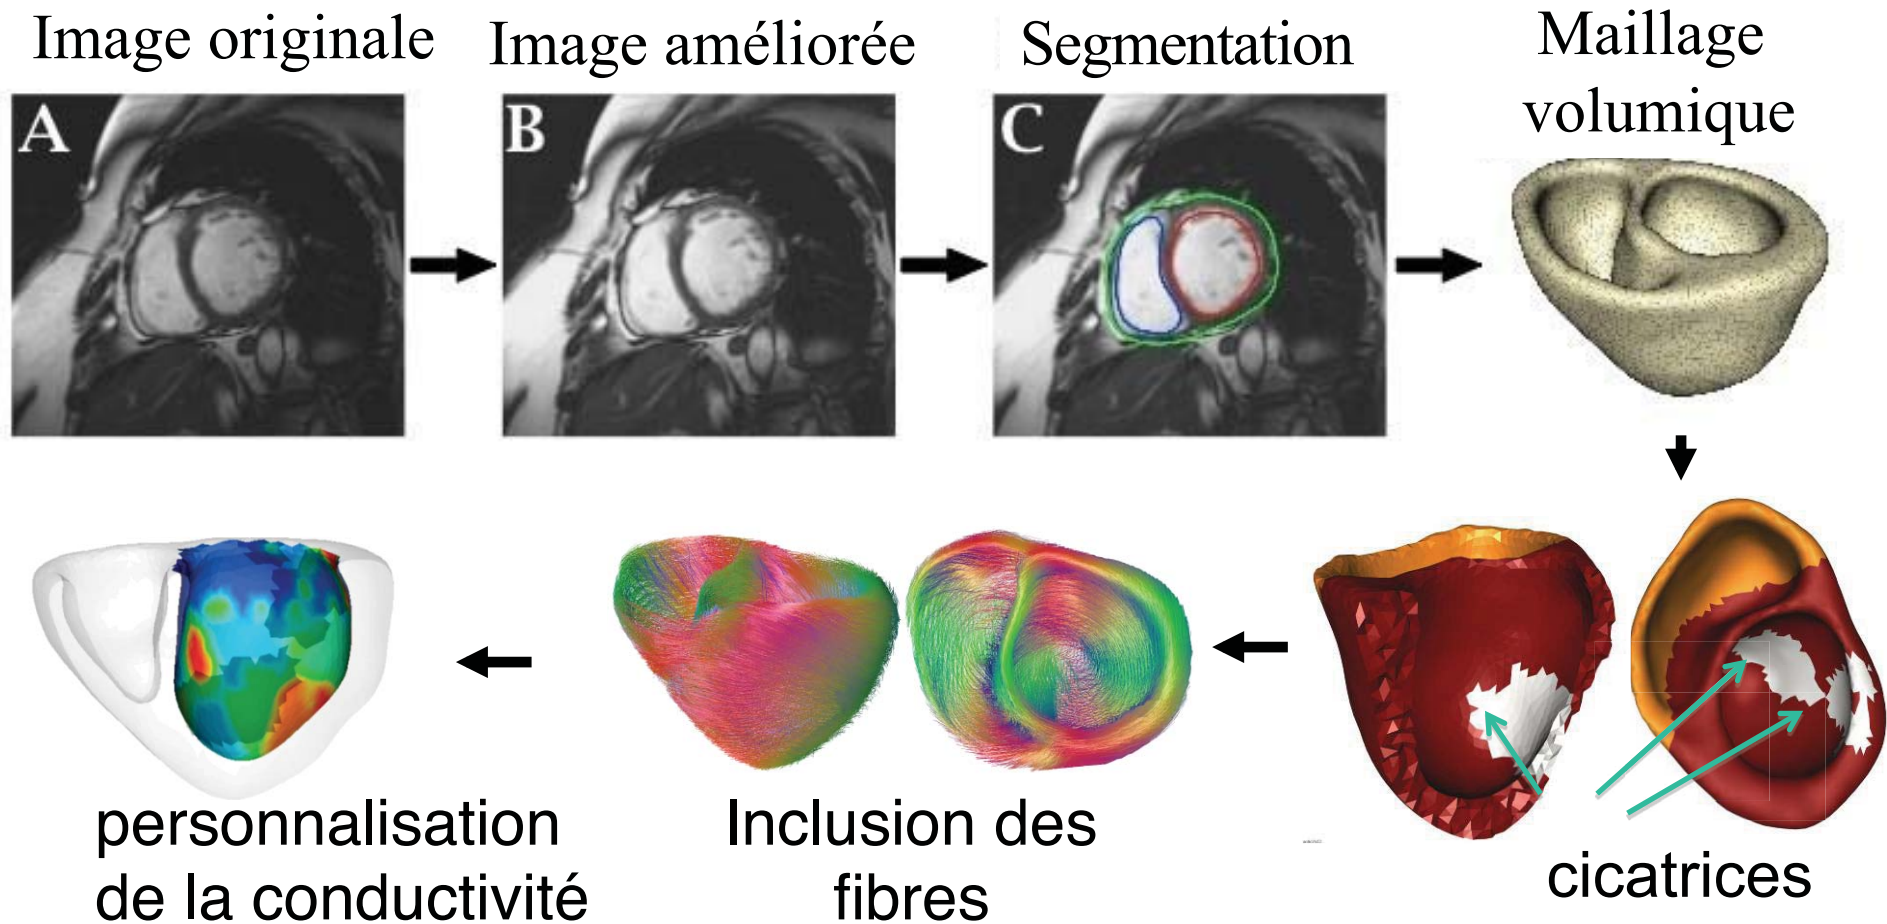 Image originale
Image améliorée
Segmentation
Maillage
volumique
A
B
C
personnalisation
de la conductivité
Inclusion des
fibres
cicatrices